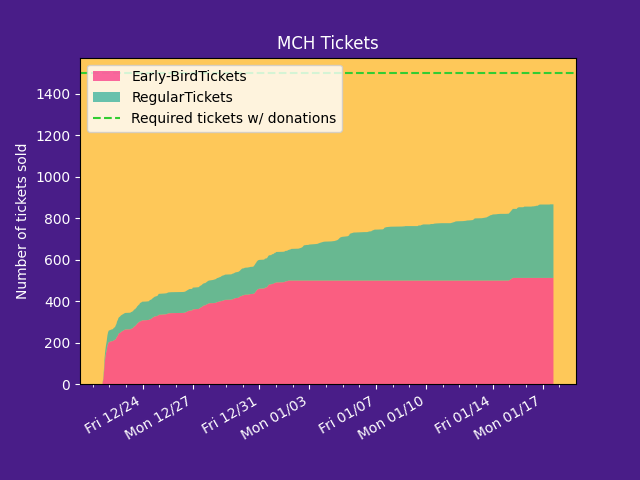 MCH Tickets
Early-BirdTickets
RegularTickets
Required tickets w/ donations
Number of tickets sold
1400
1200
1000
800
600
400
200
0
Fri 12/24
Mon 12/27
Fri 12/31
Mon 01/03
Fri 01/07
Mon 01/10
Fri 01/14
Mon 01/17